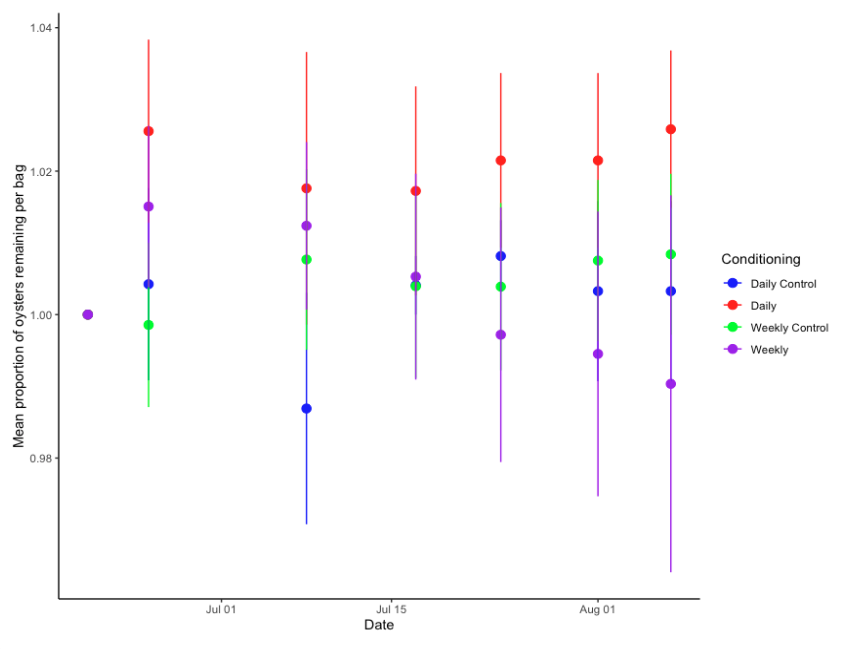 1.04
1.02
1.00
0.98
Mean proportion of oysters remaining per bag
Jul 01
Jul 15
Aug 01
Date
Conditioning
Daily Control
Daily
Weekly Control
Weekly